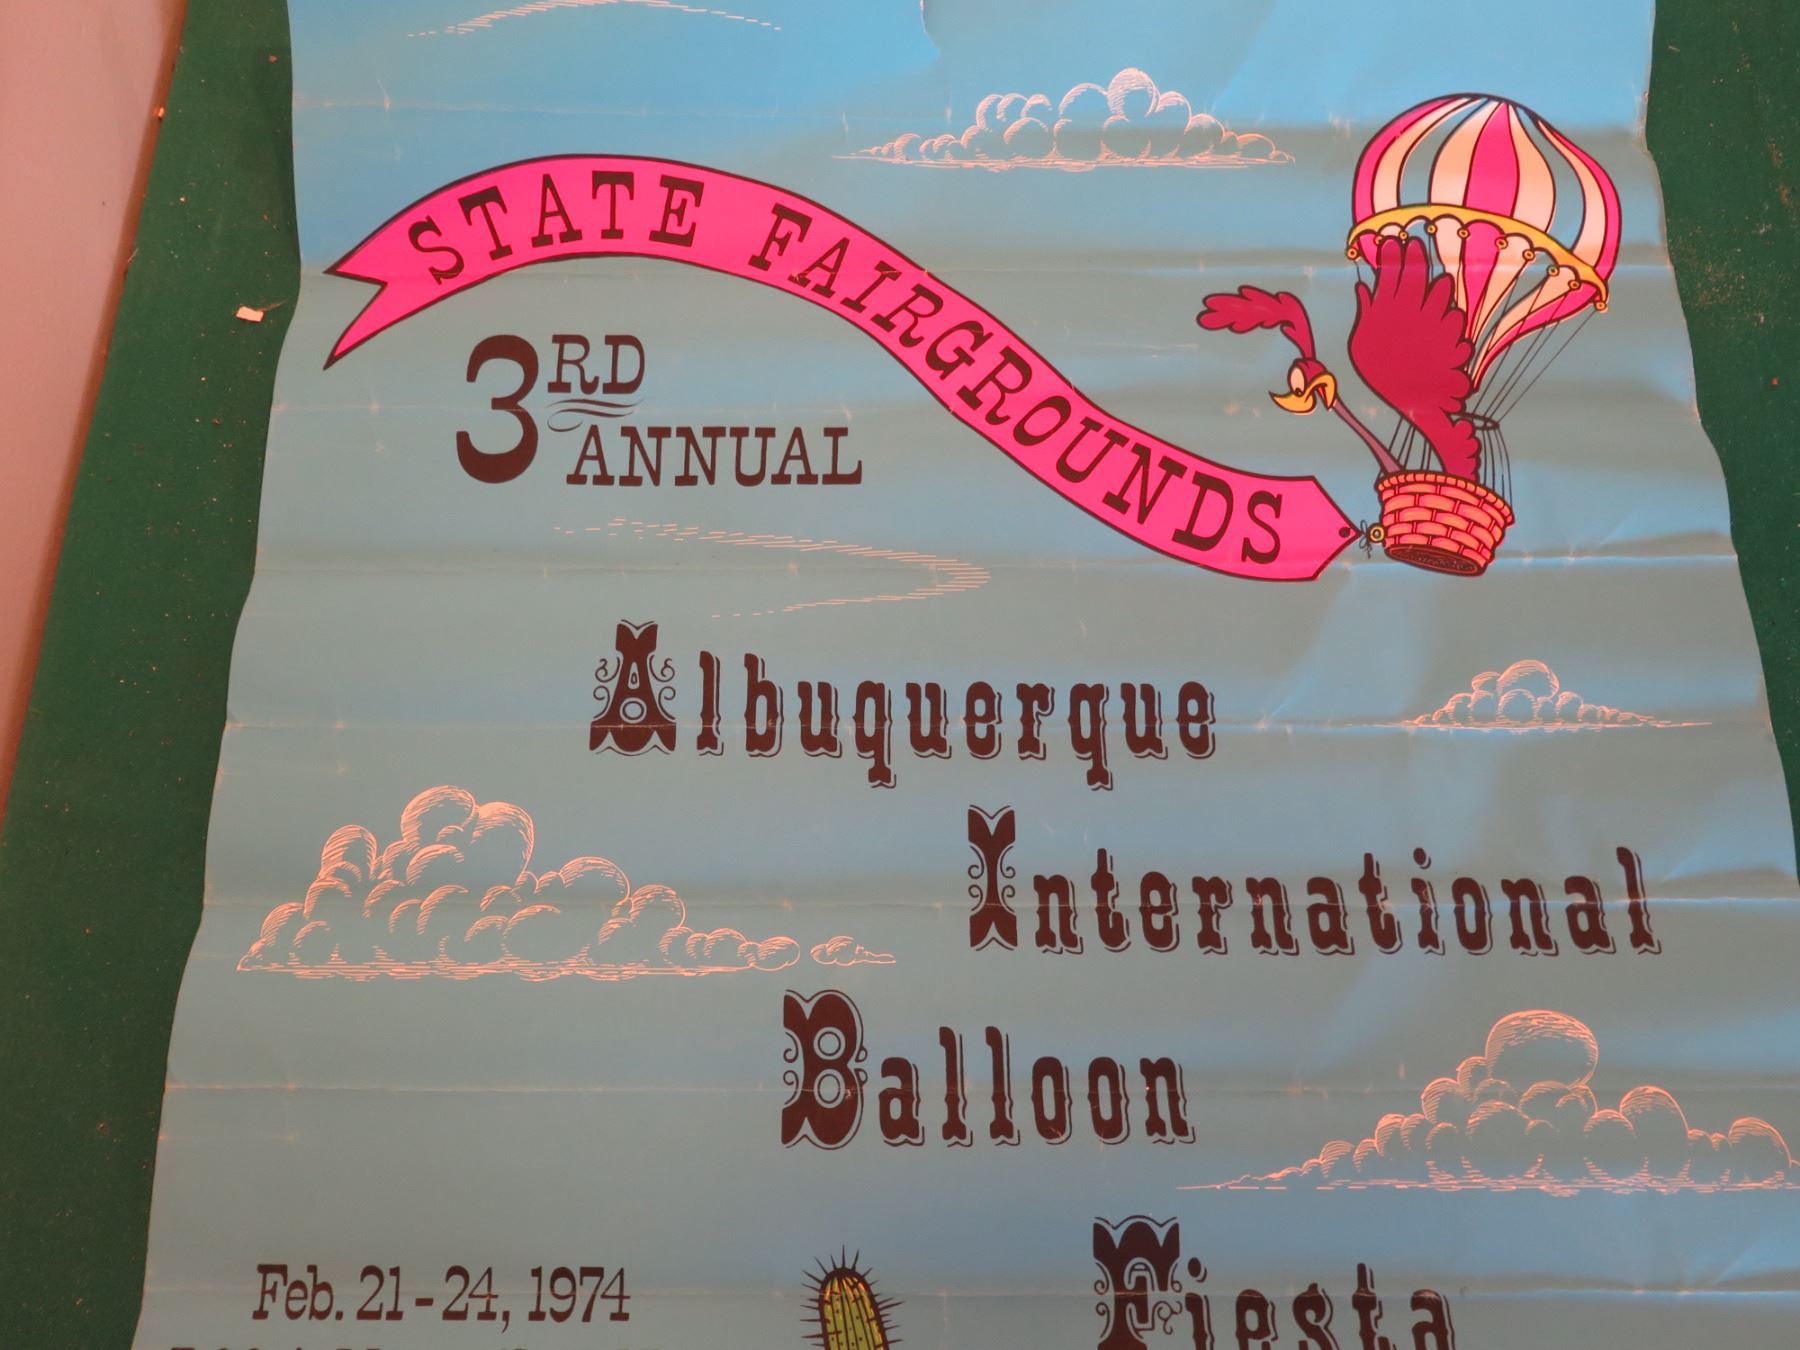 STATE FAIRGROUNDS
3RD
ANNUAL
Albuquerque
International
Balloon
Fiesta
Feb. 21-24, 1974